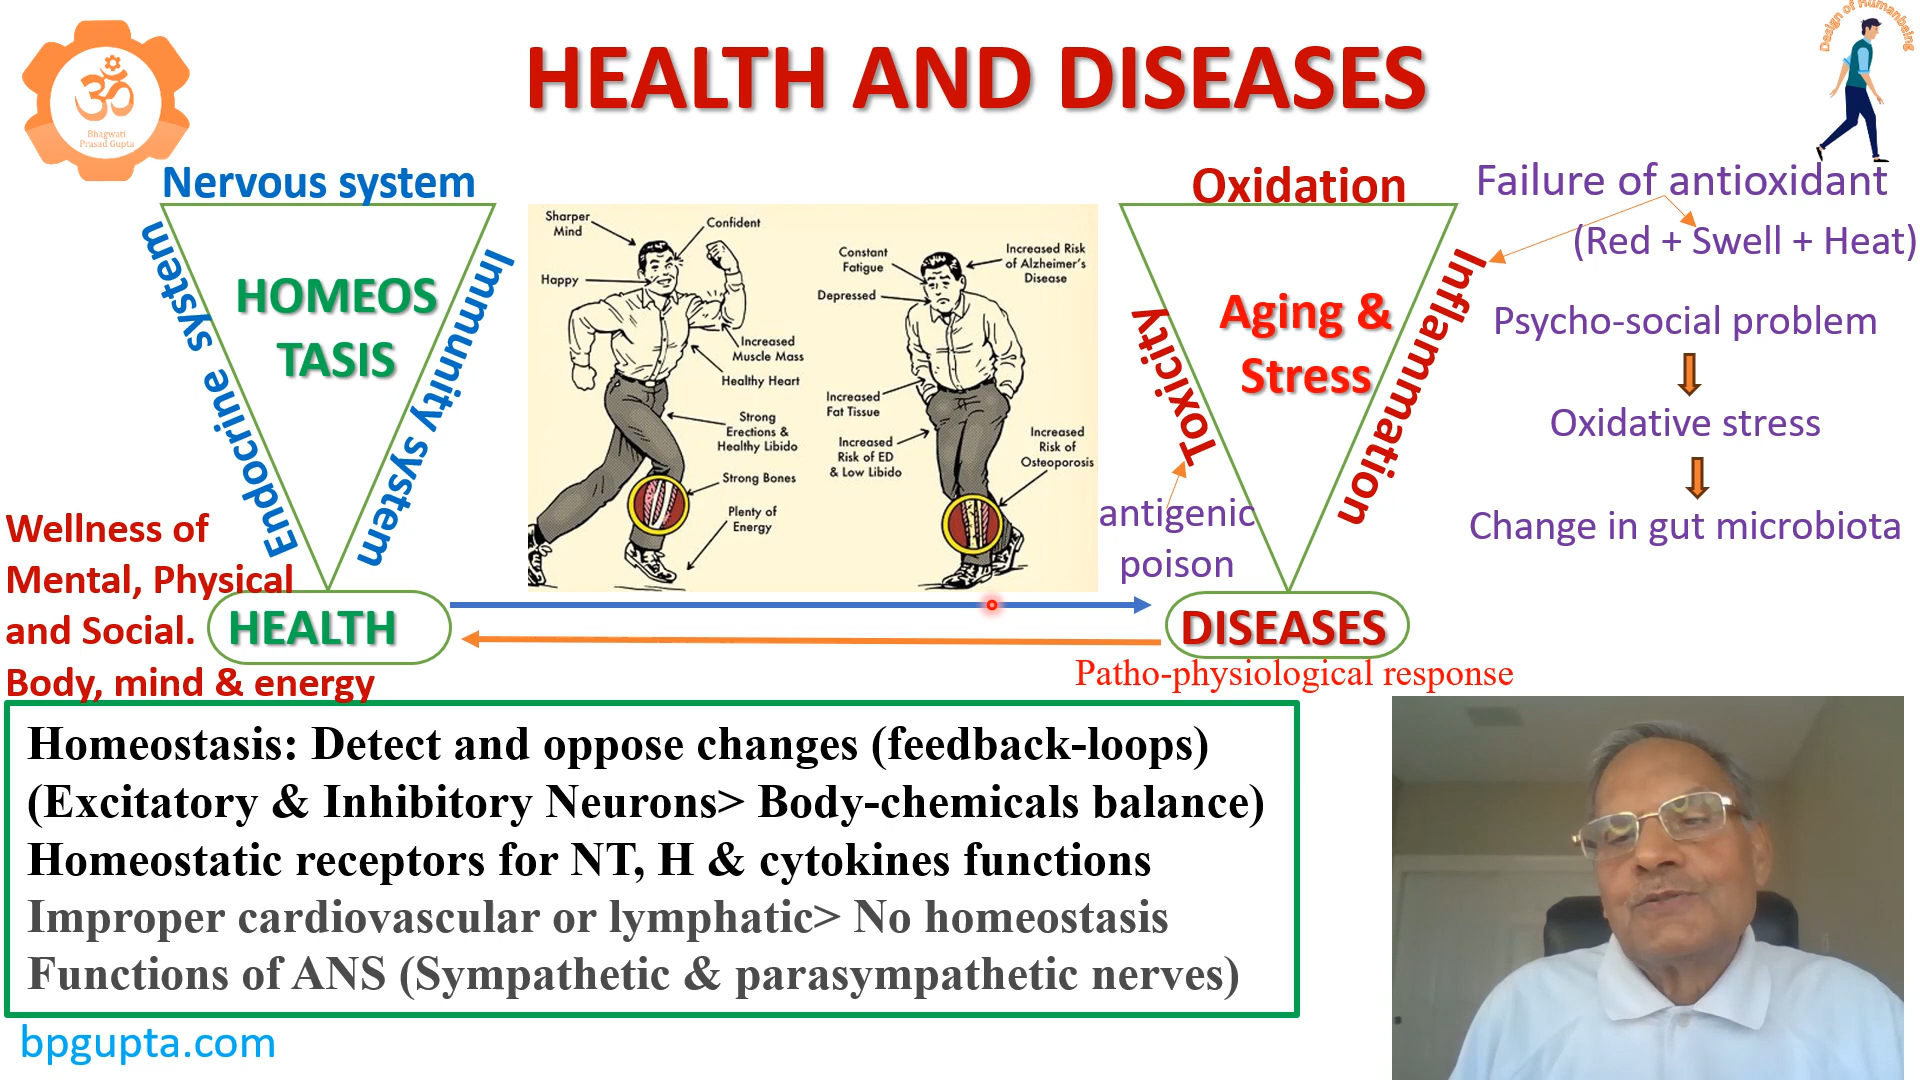 HEALTH AND DISEASES
Design of Humanbeing
Bhagwati
Prasad Gupta
Nervous system
Endocrine system
Immunity system
HOMEOS
TASIS
Wellness of
Mental, Physical
and Social.
Body, mind & energy
HEALTH
Sharper
Mind
Confident
Happy
Increased
Muscle Mass
Healthy Heart
Strong
Erections &
Healthy Libido
Strong Bones
Plenty of
Energy
Constant
Fatigue
Increased Risk
of Alzheimer's
Disease
Depressed
Increased
Fat Tissue
Increased
Risk of ED
& Low Libido
Increased
Risk of
Osteoporosis
Oxidation
Toxicity
Inflammation
Aging &
Stress
antigenic
poison
DISEASES
Patho-physiological response
Failure of antioxidant
(Red + Swell + Heat)
Psycho-social problem
Oxidative stress
Change in gut microbiota
Homeostasis: Detect and oppose changes (feedback-loops)
(Excitatory & Inhibitory Neurons> Body-chemicals balance)
Homeostatic receptors for NT, H & cytokines functions
Improper cardiovascular or lymphatic> No homeostasis
Functions of ANS (Sympathetic & parasympathetic nerves)
bpgupta.com